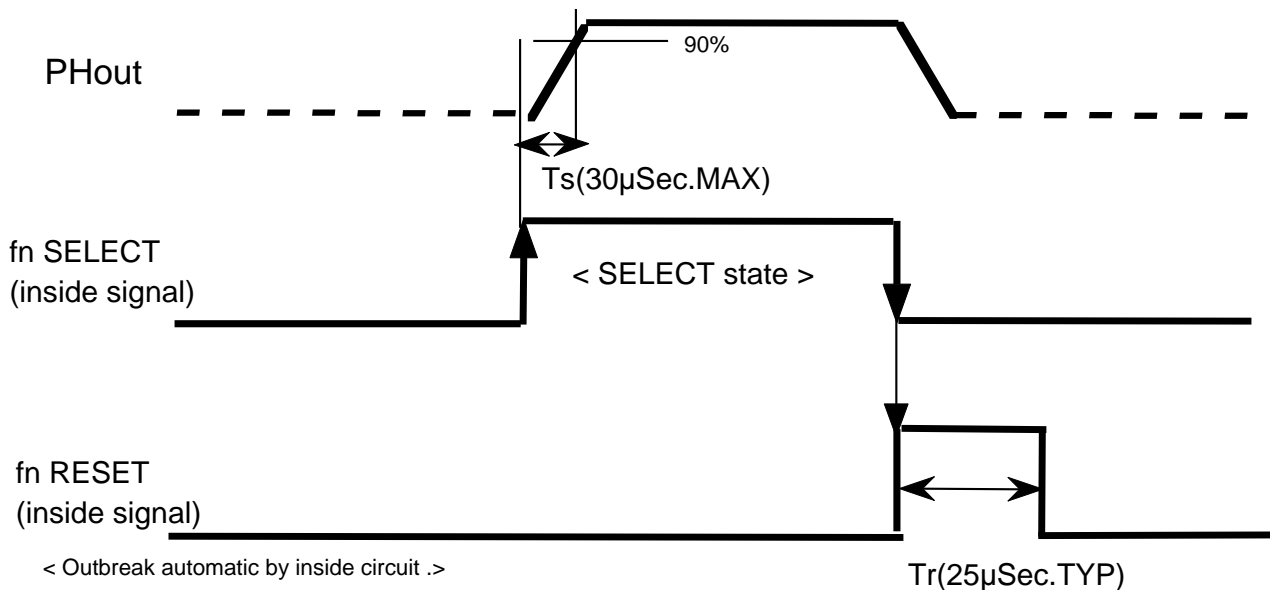 90%
PHout
Ts(30µSec.MAX)
fn SELECT
(inside signal)
< SELECT state >
fn RESET
(inside signal)
< Outbreak automatic by inside circuit .>
Tr(25µSec.TYP)